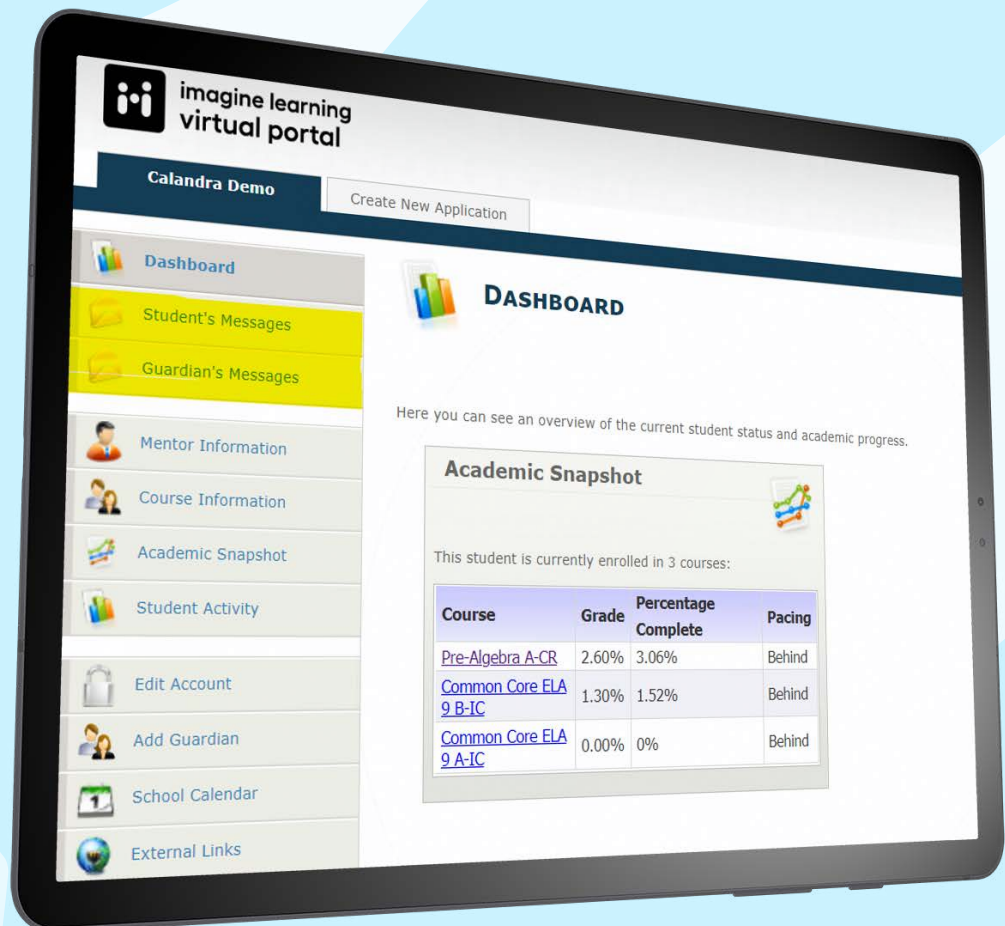 imagine learning
virtual portal
Calandra Demo
Create New Application
Dashboard
Student's Messages
Guardian's Messages
Mentor Information
Course Information
Academic Snapshot
Student Activity
Edit Account
Add Guardian
1
School Calendar
External Links
DASHBOARD
Here you can see an overview of the current student status and academic progress.
Academic Snapshot
This student is currently enrolled in 3 courses:
Course Grade Percentage Complete Pacing
Pre-Algebra A-CR 2.60% 3.06% Behind
Common Core ELA 9 B-IC 1.30% 1.52% Behind
Common Core ELA 9 A-IC 0.00% 0% Behind